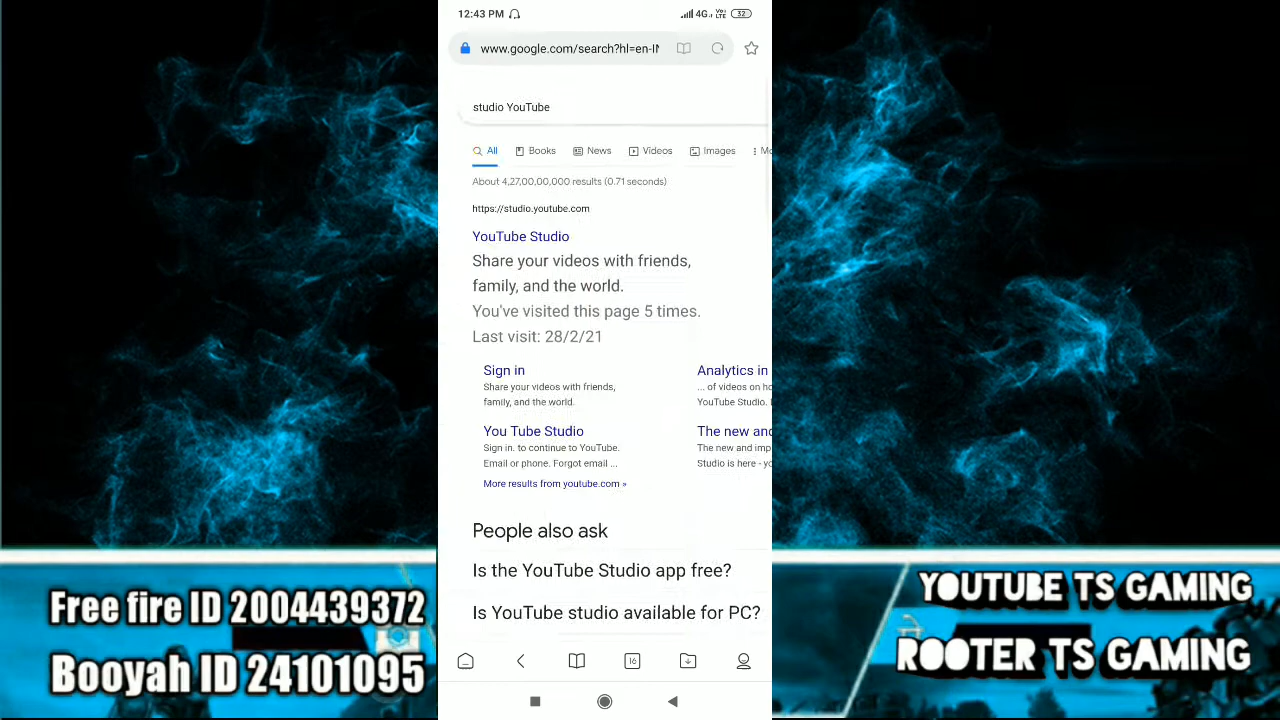 12:43 PM
4G
Vo LTE
32
www.google.com/search?hl=en-I
studio YouTube
All
Books
News
Videos
Images
About 4,27,00,00,000 results (0.71 seconds)
https://studio.youtube.com
YouTube Studio
Share your videos with friends,
family, and the world.
You've visited this page 5 times.
Last visit: 28/2/21
Sign in
Analytics in
Share your videos with friends,
... of videos on
family, and the world.
YouTube Studio.
You Tube Studio
The new
Sign in. to continue to YouTube.
The new and
Email or phone. Forgot email ...
Studio is here -
More results from youtube.com »
People also ask
Is the YouTube Studio app free?
Is YouTube studio available for PC?
16
Free fire ID 2004439372
Booyah ID 24101095
YOUTUBE TS GAMING
ROOTER TS GAMING